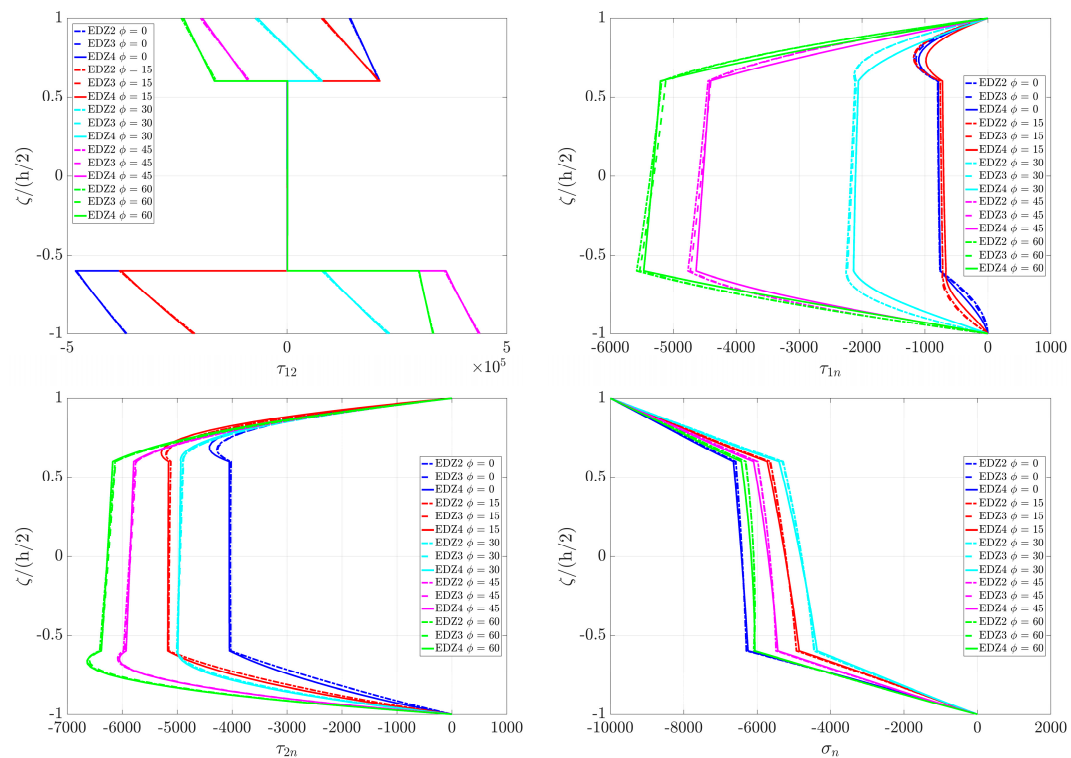 EDZ2 ϕ = 0
EDZ3 ϕ = 0
EDZ4 ϕ = 0
EDZ2 ϕ − 15
EDZ3 ϕ = 15
EDZ4 ϕ = 15
EDZ2 ϕ = 30
EDZ3 ϕ = 30
EDZ4 ϕ = 30
EDZ2 ϕ = 45
EDZ3 ϕ = 45
EDZ4 ϕ = 45
EDZ2 ϕ = 60
EDZ3 ϕ = 60
EDZ4 ϕ = 60
1
0.5
0
-0.5
-1
ζ/(h/2)
-5 0 5
×10⁵
τ₁₂
EDZ2 ϕ = 0
EDZ3 ϕ = 0
EDZ4 ϕ = 0
EDZ2 ϕ = 15
EDZ3 ϕ = 15
EDZ4 ϕ = 15
EDZ2 ϕ = 30
EDZ3 ϕ = 30
EDZ4 ϕ = 30
EDZ2 ϕ = 45
EDZ3 ϕ = 45
EDZ4 ϕ = 45
EDZ2 ϕ = 60
EDZ3 ϕ = 60
EDZ4 ϕ = 60
1
0.5
0
-0.5
-1
ζ/(h/2)
-6000 -5000 -4000 -3000 -2000 -1000 0 1000
τ₁ₙ
EDZ2 ϕ = 0
EDZ3 ϕ = 0
EDZ4 ϕ = 0
EDZ2 ϕ = 15
EDZ3 ϕ = 15
EDZ4 ϕ = 15
EDZ2 ϕ = 30
EDZ3 ϕ = 30
EDZ4 ϕ = 30
EDZ2 ϕ = 45
EDZ3 ϕ = 45
EDZ4 ϕ = 45
EDZ2 ϕ = 60
EDZ3 ϕ = 60
EDZ4 ϕ = 60
1
0.5
0
-0.5
-1
ζ/(h/2)
-7000 -6000 -5000 -4000 -3000 -2000 -1000 0 1000
τ₂ₙ
EDZ2 ϕ = 0
EDZ3 ϕ = 0
EDZ4 ϕ = 0
EDZ2 ϕ = 15
EDZ3 ϕ = 15
EDZ4 ϕ = 15
EDZ2 ϕ = 30
EDZ3 ϕ = 30
EDZ4 ϕ = 30
EDZ2 ϕ = 45
EDZ3 ϕ = 45
EDZ4 ϕ = 45
EDZ2 ϕ = 60
EDZ3 ϕ = 60
EDZ4 ϕ = 60
1
0.5
0
-0.5
-1
ζ/(h/2)
-10000 -8000 -6000 -4000 -2000 0 2000
σₙ